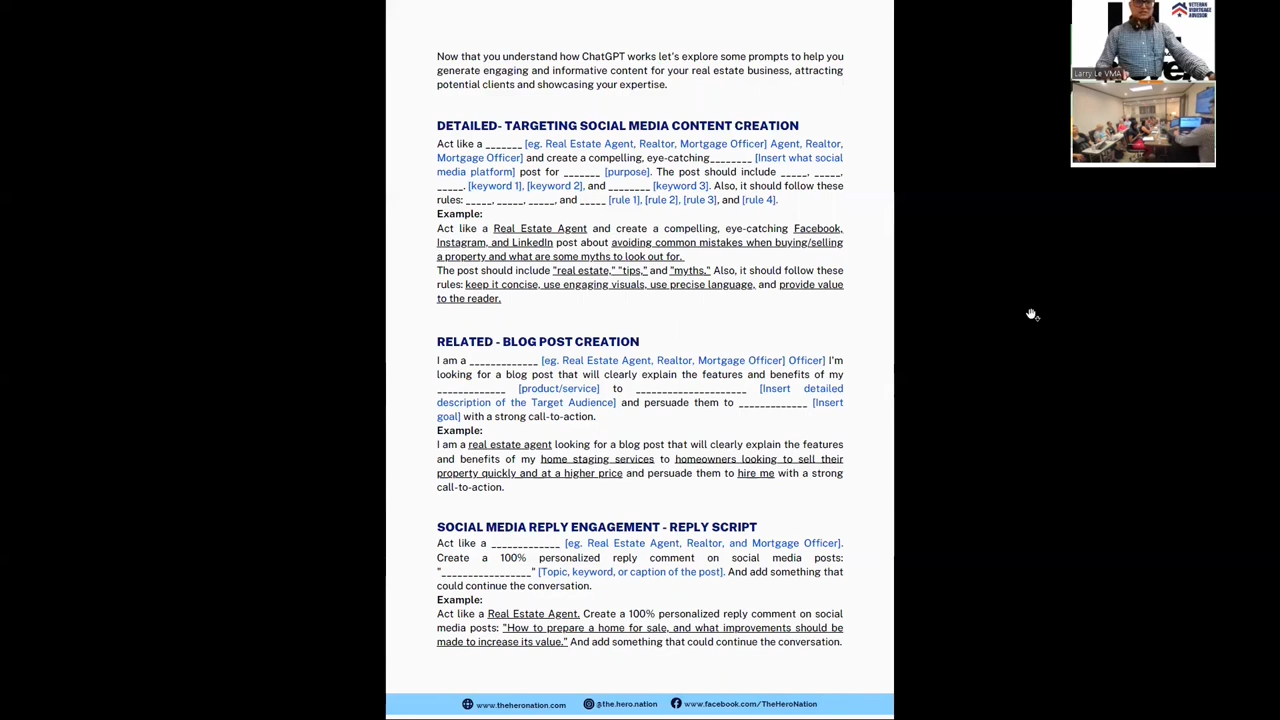 Now that you understand how ChatGPT works let's explore some prompts to help you
generate engaging and informative content for your real estate business, attracting
potential clients and showcasing your expertise.
DETAILED- TARGETING SOCIAL MEDIA CONTENT CREATION
Act like a _______ [eg. Real Estate Agent, Realtor, Mortgage Officer] Agent, Realtor,
Mortgage Officer] and create a compelling, eye-catching________ [Insert what social
media platform] post for _______ [purpose]. The post should include _____, _____,
_____. [keyword 1], [keyword 2], and ________ [keyword 3]. Also, it should follow these
rules: _____, _____, _____, and _____ [rule 1], [rule 2], [rule 3], and [rule 4].
Example:
Act like a Real Estate Agent and create a compelling, eye-catching Facebook,
Instagram, and LinkedIn post about avoiding common mistakes when buying/selling
a property and what are some myths to look out for.
The post should include "real estate," "tips," and "myths." Also, it should follow these
rules: keep it concise, use engaging visuals, use precise language, and provide value
to the reader.
RELATED - BLOG POST CREATION
I am a _____________ [eg. Real Estate Agent, Realtor, Mortgage Officer] Officer] I'm
looking for a blog post that will clearly explain the features and benefits of my
_____________ [product/service] to _____________________ [Insert detailed
description of the Target Audience] and persuade them to _____________ [Insert
goal] with a strong call-to-action.
Example:
I am a real estate agent looking for a blog post that will clearly explain the features
and benefits of my home staging services to homeowners looking to sell their
property quickly and at a higher price and persuade them to hire me with a strong
call-to-action.
SOCIAL MEDIA REPLY ENGAGEMENT - REPLY SCRIPT
Act like a _____________ [eg. Real Estate Agent, Realtor, and Mortgage Officer].
Create a 100% personalized reply comment on social media posts:
"_________________" [Topic, keyword, or caption of the post]. And add something that
could continue the conversation.
Example:
Act like a Real Estate Agent. Create a 100% personalized reply comment on social
media posts: "How to prepare a home for sale, and what improvements should be
made to increase its value." And add something that could continue the conversation.
www.theheronation.com @the.hero.nation www.facebook.com/TheHeroNation
VETERAN
MORTGAGE
ADVISOR
Larry Le VMA